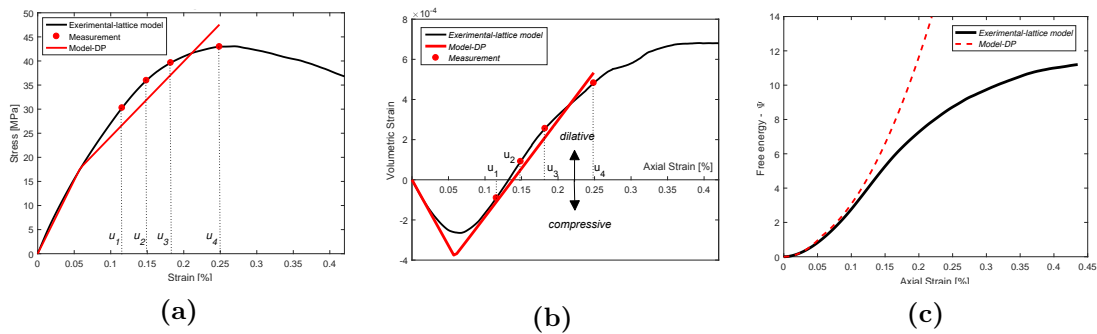 50
45
40
35
30
25
20
15
10
5
0
Stress [MPa]
Experimental-lattice model
Measurement
Model-DP
u1
u2
u3
u4
0 0.05 0.1 0.15 0.2 0.25 0.3 0.35 0.4
Strain [%]
(a)
8 ×10-4
6
4
2
0
-2
-4
Volumetric Strain
Exerimental-lattice model
Model-DP
Measurement
u1
u2
u3
u4
dilative
compressive
Axial Strain [%]
0.05 0.1 0.15 0.2 0.25 0.3 0.35 0.4
(b)
14
12
10
8
6
4
2
0
Free energy - Ψ
Experimental-lattice model
Model-DP
0 0.05 0.1 0.15 0.2 0.25 0.3 0.35 0.4 0.45
Axial Strain [%]
(c)